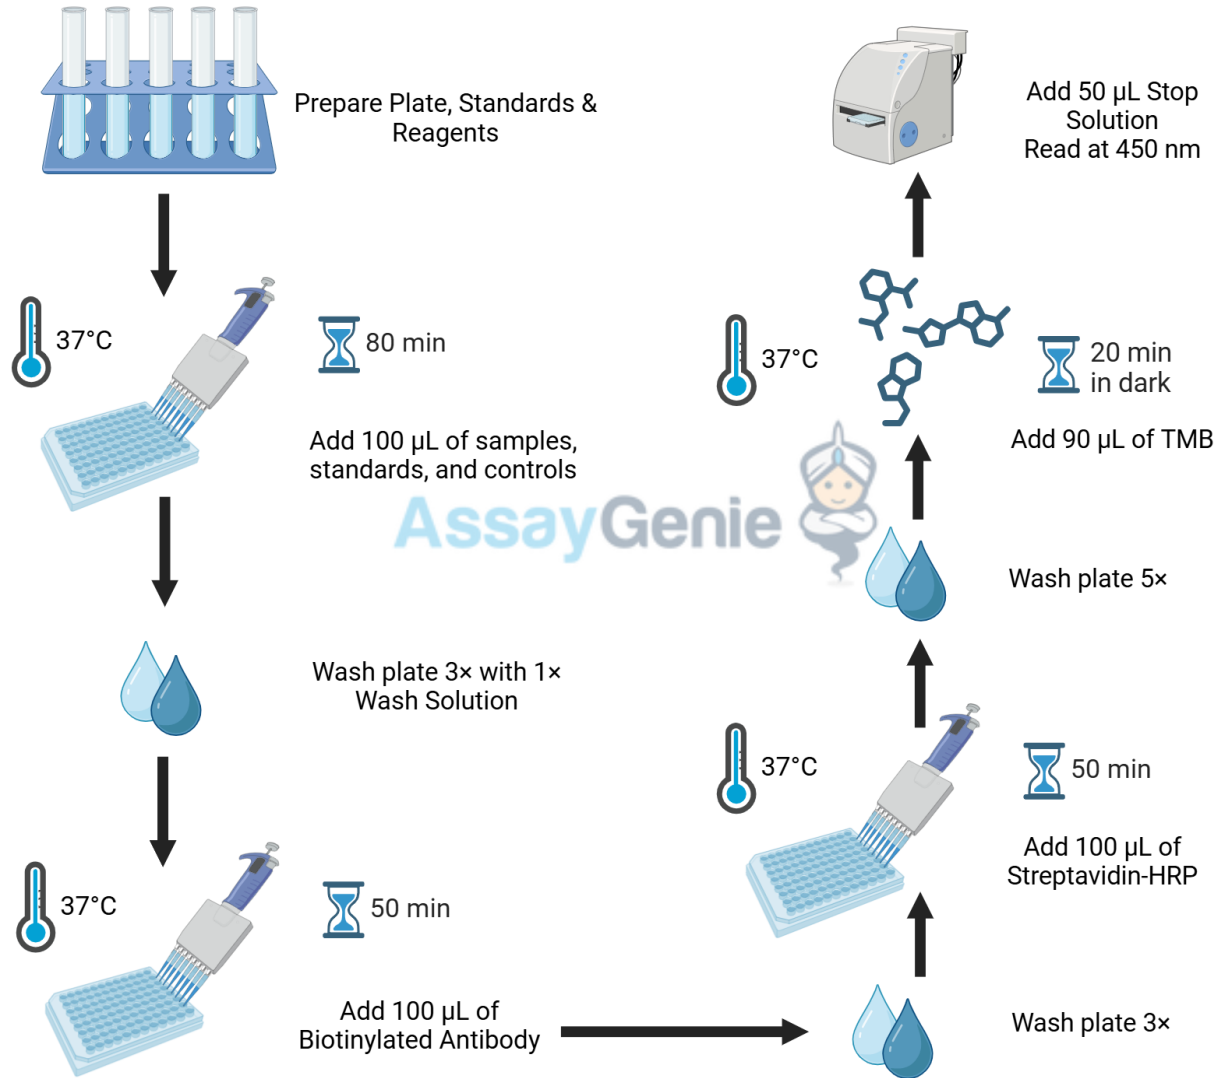 Prepare Plate, Standards &
Reagents
37°C
80 min
Add 100 µL of samples,
standards, and controls
Wash plate 3× with 1×
Wash Solution
37°C
50 min
Add 100 µL of
Biotinylated Antibody
Wash plate 3×
37°C
50 min
Add 100 µL of
Streptavidin-HRP
Wash plate 5×
37°C
20 min
in dark
Add 90 µL of TMB
Add 50 µL Stop
Solution
Read at 450 nm
AssayGenie